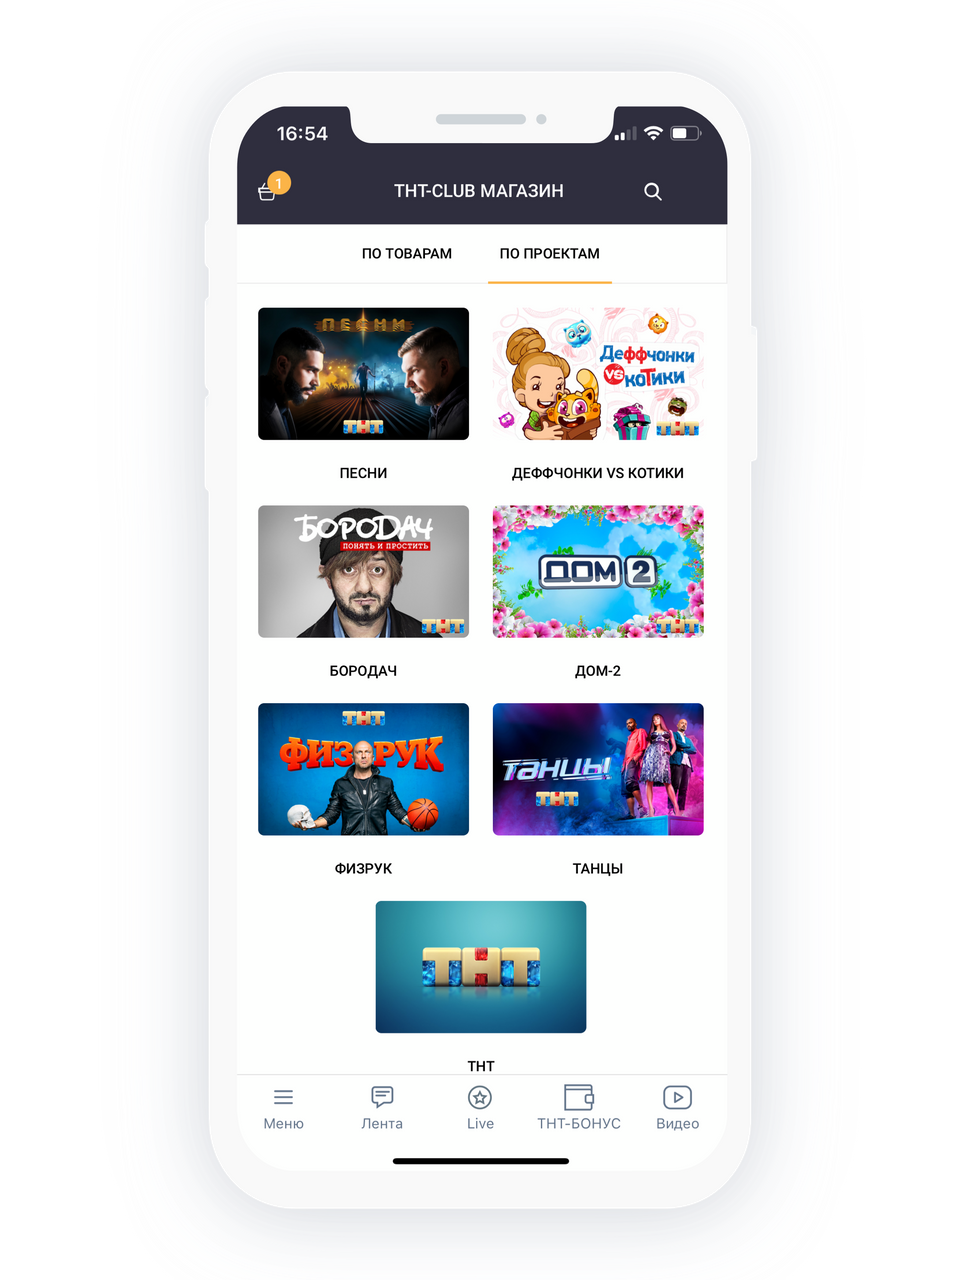 16:54
1
ТНТ-CLUB МАГАЗИН
ПО ТОВАРАМ
ПО ПРОЕКТАМ
ПЕСНИ
ТНТ
Деффчонки
VS
коТики
ТНТ
ПЕСНИ
ДЕФФЧОНКИ VS КОТИКИ
БОРОДАЧ
ПОНЯТЬ И ПРОСТИТЬ
ТНТ
ДОМ 2
ТНТ
БОРОДАЧ
ДОМ-2
ТНТ
ФИЗРУК
ТАНЦЫ
ТНТ
ФИЗРУК
ТАНЦЫ
ТНТ
ТНТ
Меню
Лента
Live
ТНТ-БОНУС
Видео